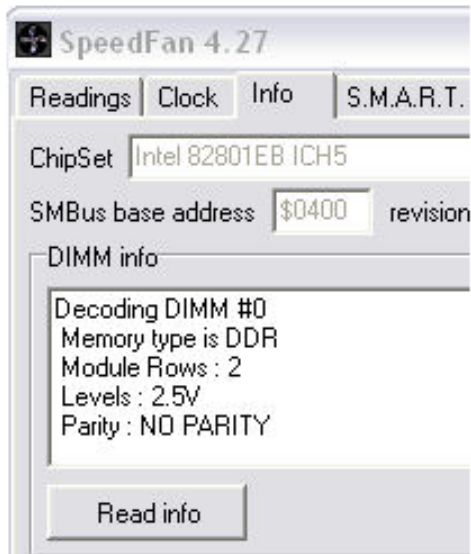 SpeedFan 4.27
Readings Clock Info S.M.A.R.T.
ChipSet Intel 82801EB ICH5
SMBus base address $0400 revision
DIMM info
Decoding DIMM #0
Memory type is DDR
Module Rows : 2
Levels : 2.5V
Parity : NO PARITY
Read info